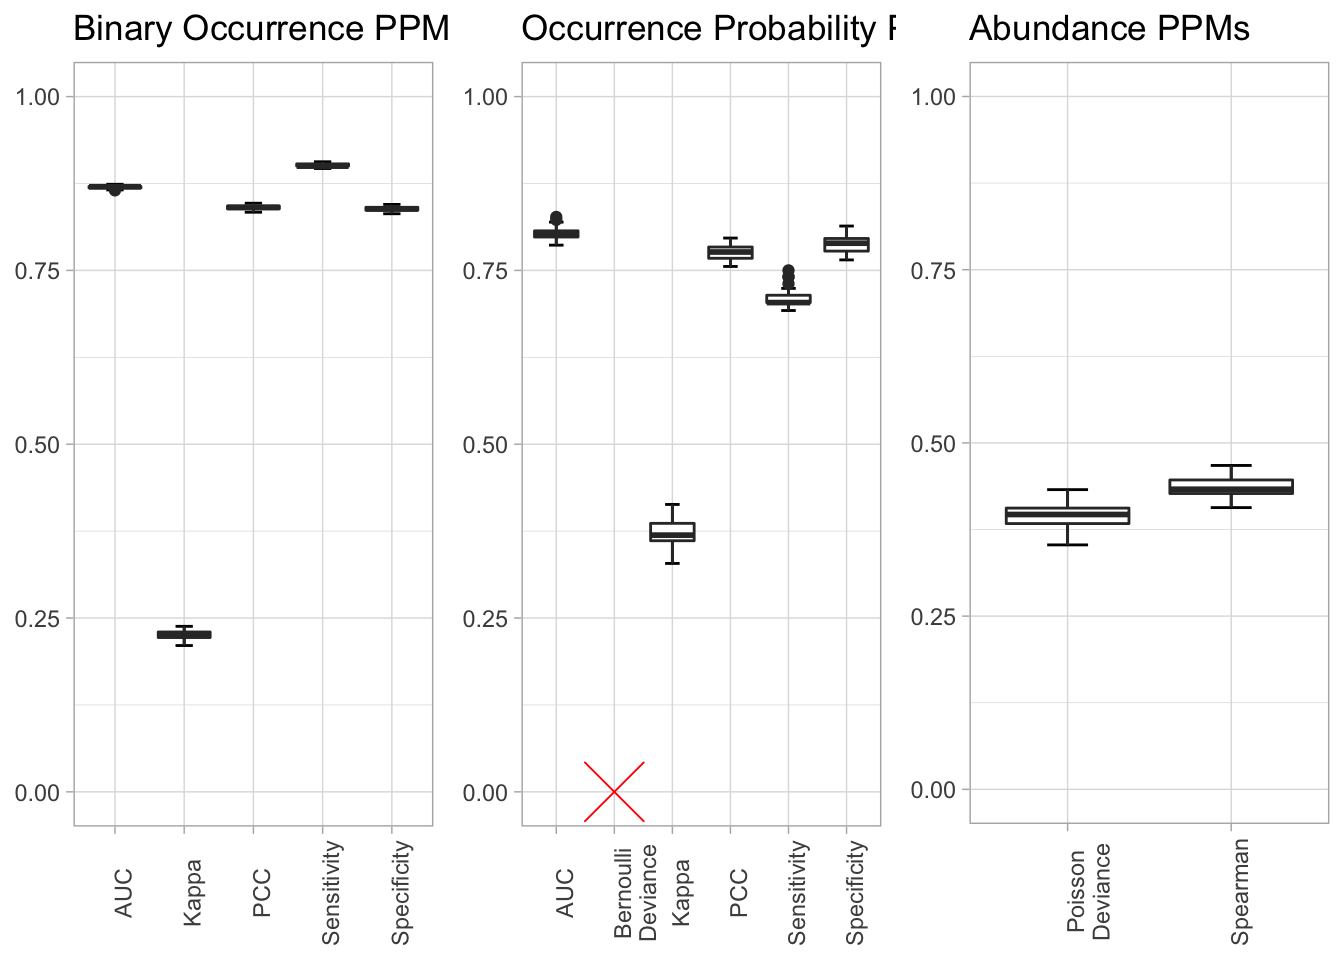 Binary Occurrence PPM
1.00
0.75
0.50
0.25
0.00
AUC
Kappa
PCC
Sensitivity
Specificity
Occurrence Probability
1.00
0.75
0.50
0.25
0.00
AUC
Bernoulli
Deviance
Kappa
PCC
Sensitivity
Specificity
Abundance PPMs
1.00
0.75
0.50
0.25
0.00
Poisson
Deviance
Spearman